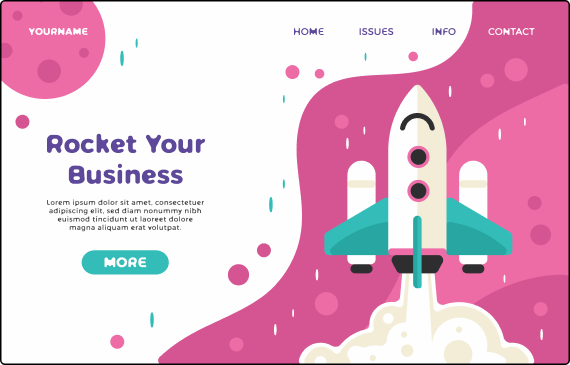 YOURNAME
HOME ISSUES INFO CONTACT
Rocket Your
Business
Lorem ipsum dolor sit amet, consectetuer
adipiscing elit, sed diam nonummy nibh
euismod tincidunt ut laoreet dolore
magna aliquam erat volutpat.
MORE